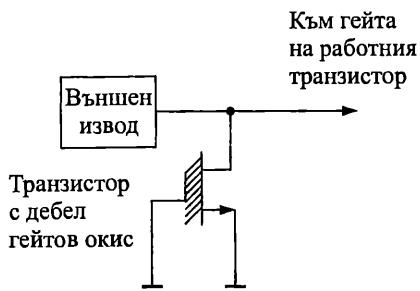 Към гейта
на работния
транзистор
Външен
извод
Транзистор
с дебел
гейтов окис